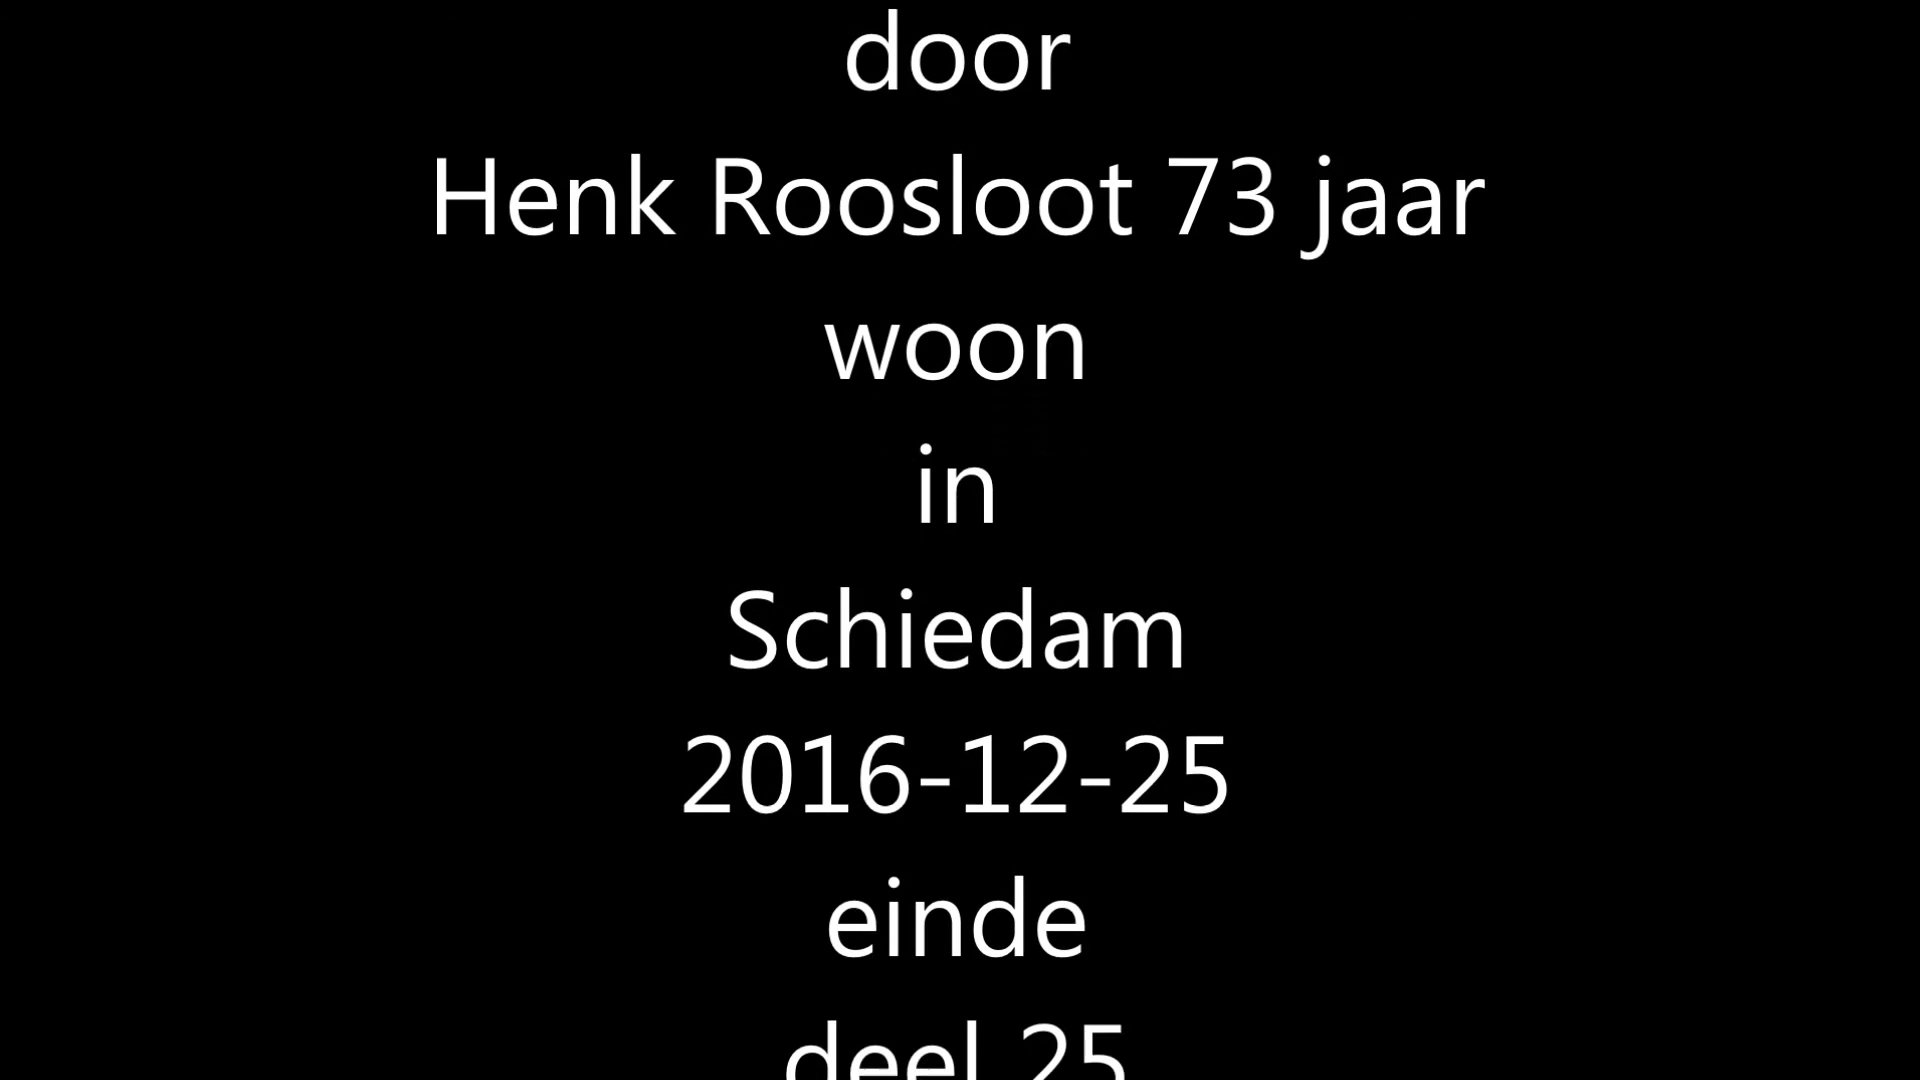 door
Henk Roosloot 73 jaar
woon
in
Schiedam
2016-12-25
einde
deel 25